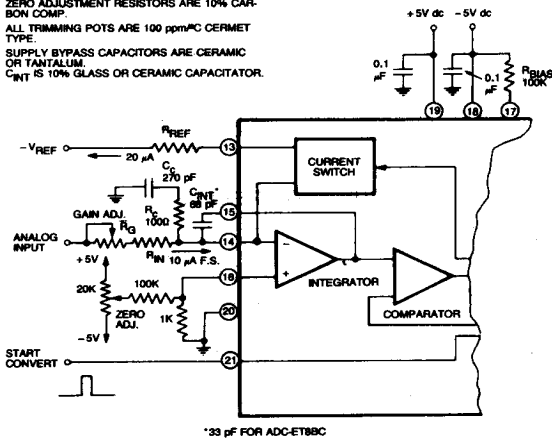 ZERO ADJUSTMENT RESISTORS ARE 10% CAR-
BON COMP.
ALL TRIMMING POTS ARE 100 ppm/°C CERMET
TYPE.
SUPPLY BYPASS CAPACITORS ARE CERAMIC
OR TANTALUM.
CINT IS 10% GLASS OR CERAMIC CAPACITATOR.
+5V dc
-5V dc
0.1
µF
0.1
µF
RBIAS
100K
19
18
17
-VREF
20 µA
RREF
13
CURRENT
SWITCH
CC
270 pF
CINT*
68 pF
RC
100Ω
15
GAIN ADJ.
RG
ANALOG
INPUT
RIN
10 µA F.S.
14
-
+
INTEGRATOR
COMPARATOR
+5V
20K
-5V
100K
ZERO
ADJ.
1K
16
20
START
CONVERT
21
*33 pF FOR ADC-ET8BC